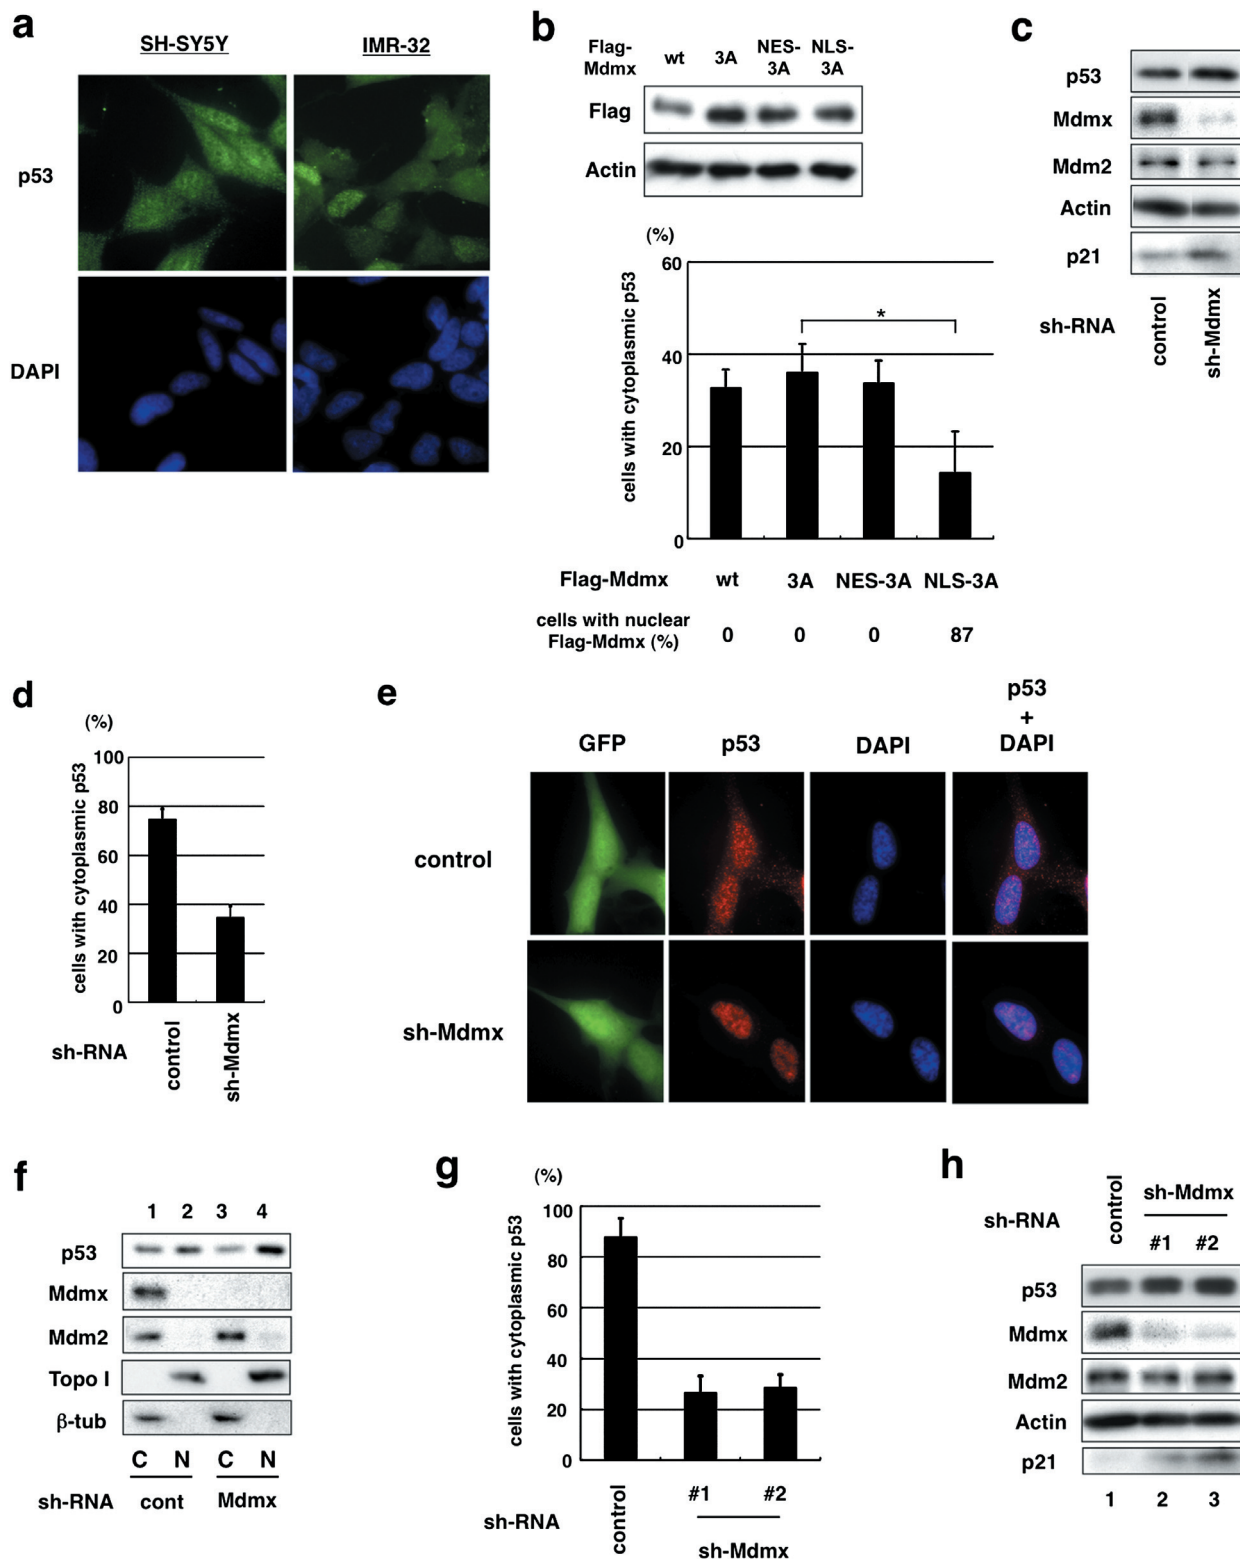 a
SH-SY5Y IMR-32
p53
DAPI
b
Flag-Mdmx wt 3A NES-3A NLS-3A
Flag
Actin
(%)
cells with cytoplasmic p53
60
40
20
0
*
Flag-Mdmx wt 3A NES-3A NLS-3A
cells with nuclear
Flag-Mdmx (%) 0 0 0 87
c
p53
Mdmx
Mdm2
Actin
p21
sh-RNA control sh-Mdmx
d
(%)
cells with cytoplasmic p53
100
80
60
40
20
0
sh-RNA control sh-Mdmx
e
GFP p53 DAPI p53
+
DAPI
control
sh-Mdmx
f
1 2 3 4
p53
Mdmx
Mdm2
Topo I
β-tub
C N C N
sh-RNA cont Mdmx
g
(%)
cells with cytoplasmic p53
100
80
60
40
20
0
sh-RNA control #1 #2
sh-Mdmx
h
sh-RNA control sh-Mdmx
#1 #2
p53
Mdmx
Mdm2
Actin
p21
1 2 3